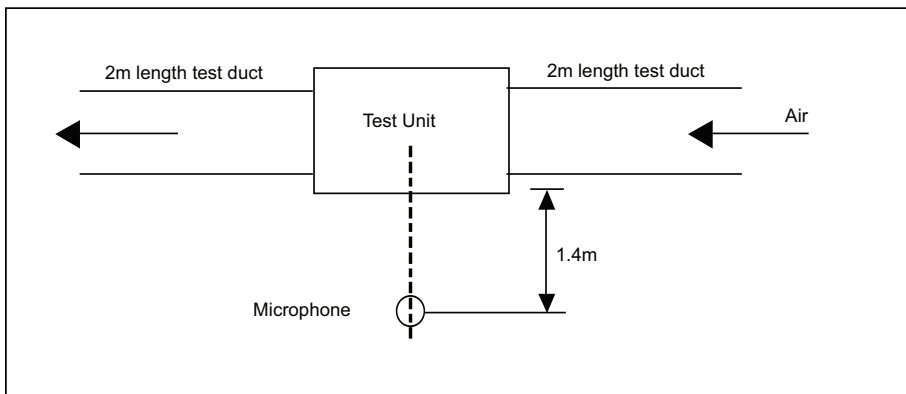 2m length test duct
2m length test duct
Test Unit
Air
1.4m
Microphone